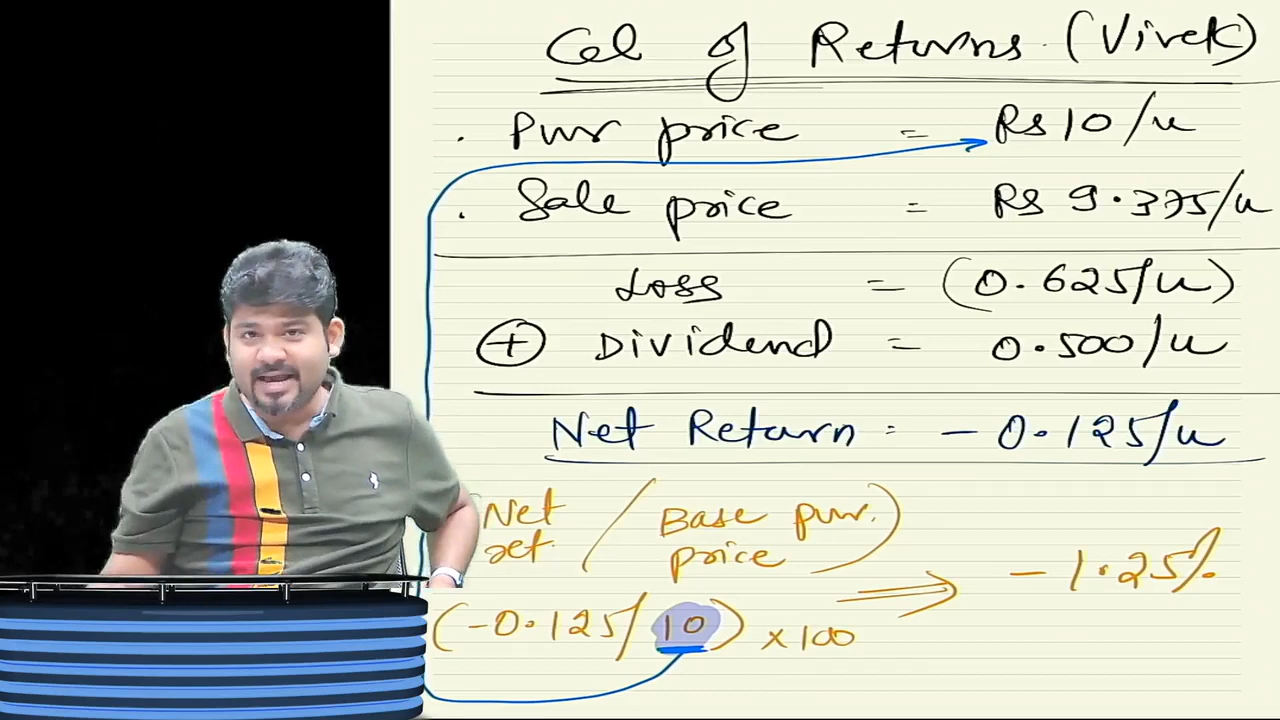 Cal of Returns. (Vivek)
. Pur price = Rs 10/u
. Sale price = Rs 9.375/u
Loss = (0.625/u)
+ Dividend = 0.500/u
Net Return = - 0.125/u
Net ret. / Base pur. price)
(-0.125/10) x 100 ⟹ - 1.25%